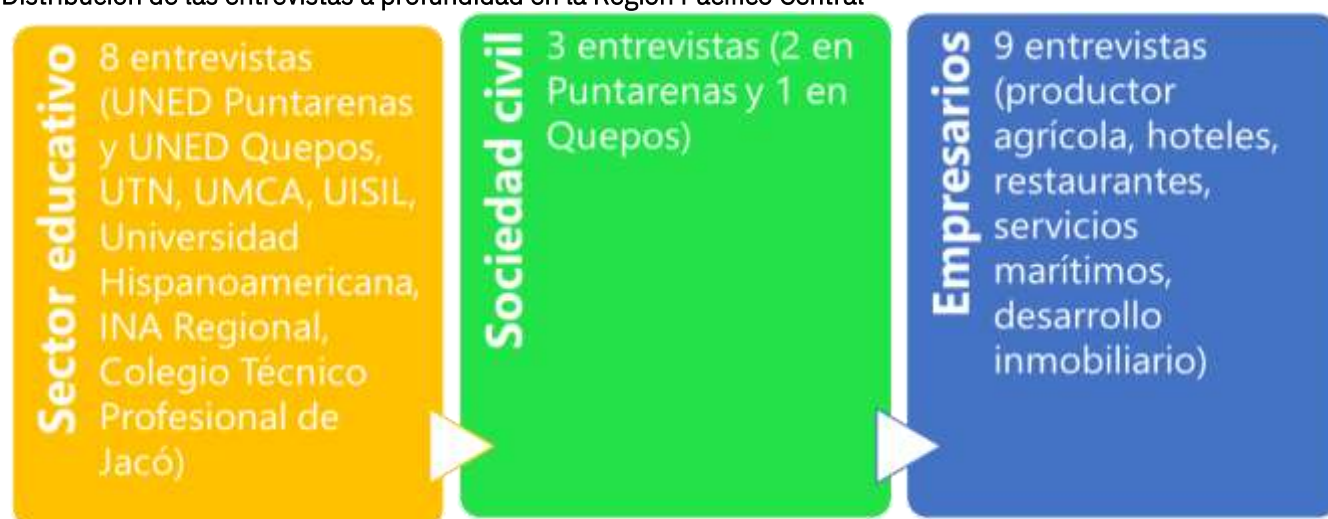 Distribución de las entrevistas a profundidad en la Región Pacífico Central
Sector educativo
8 entrevistas
(UNED Puntarenas
y UNED Quepos,
UTN, UMCA, UISIL,
Universidad
Hispanoamericana,
INA Regional,
Colegio Técnico
Profesional de
Jacó)
Sociedad civil
3 entrevistas (2 en
Puntarenas y 1 en
Quepos)
Empresarios
9 entrevistas
(productor
agrícola, hoteles,
restaurantes,
servicios
marítimos,
desarrollo
inmobiliario)